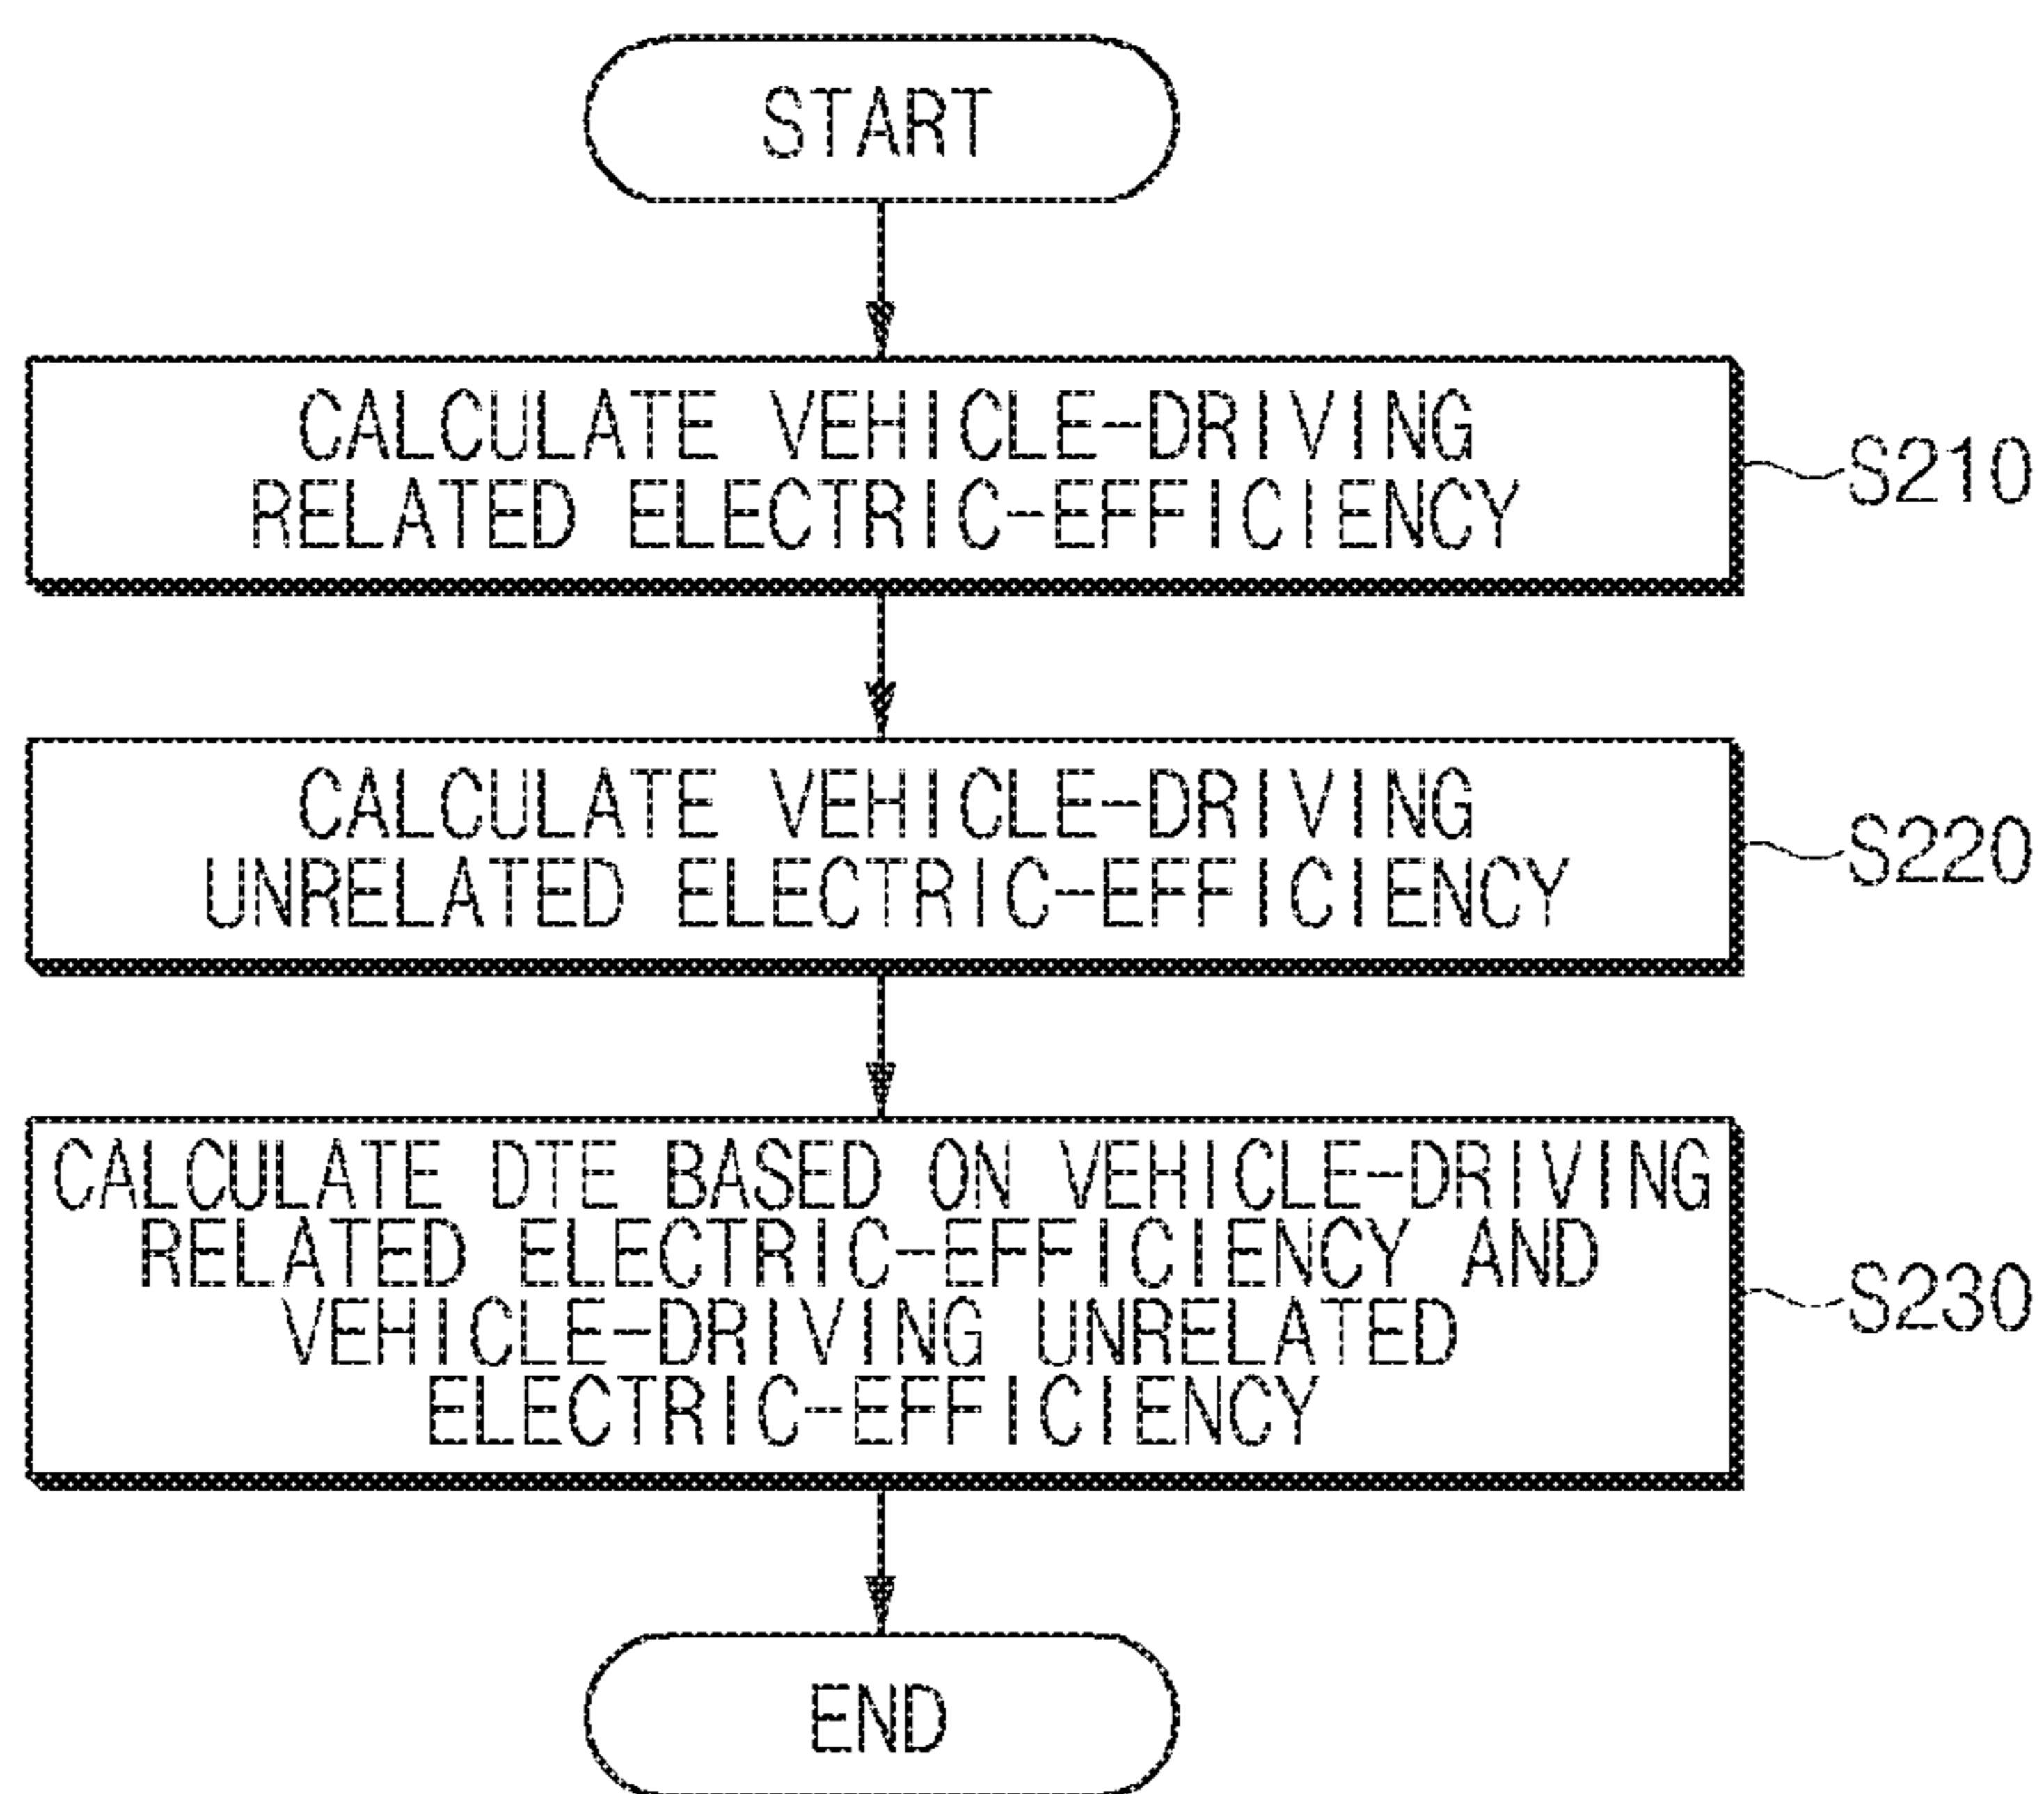 START
CALCULATE VEHICLE-DRIVING
RELATED ELECTRIC-EFFICIENCY
S210
CALCULATE VEHICLE-DRIVING
UNRELATED ELECTRIC-EFFICIENCY
S220
CALCULATE DTE BASED ON VEHICLE-DRIVING
RELATED ELECTRIC-EFFICIENCY AND
VEHICLE-DRIVING UNRELATED
ELECTRIC-EFFICIENCY
S230
END